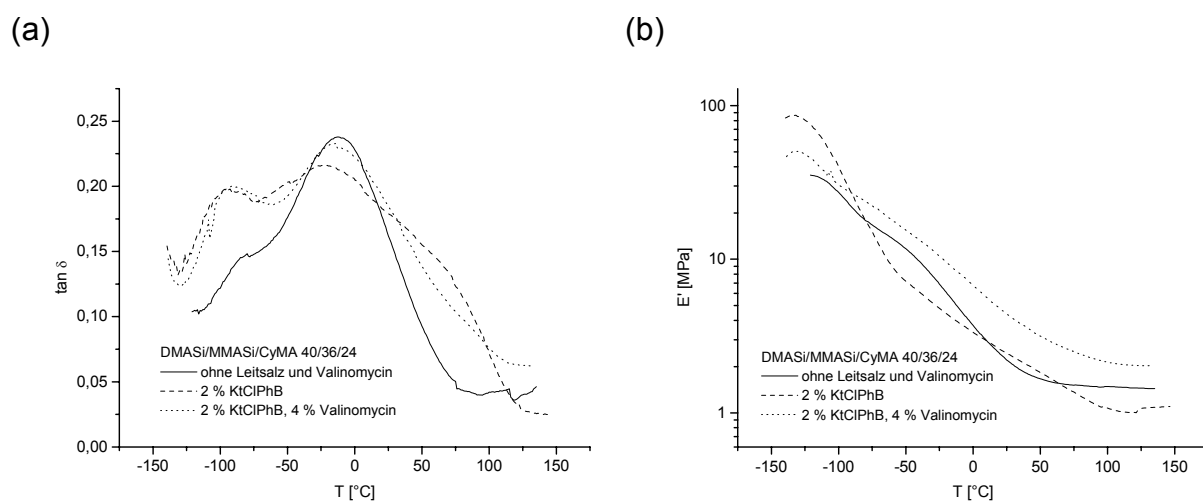 (a)
(b)
0,25
0,20
0,15
0,10
0,05
0,00
tan δ
-150 -100 -50 0 50 100 150
T [°C]
DMASi/MMASi/CyMA 40/36/24
ohne Leitsalz und Valinomycin
2 % KtClPhB
2 % KtClPhB, 4 % Valinomycin
100
10
1
E' [MPa]
-150 -100 -50 0 50 100 150
T [°C]
DMASi/MMASi/CyMA 40/36/24
ohne Leitsalz und Valinomycin
2 % KtClPhB
2 % KtClPhB, 4 % Valinomycin